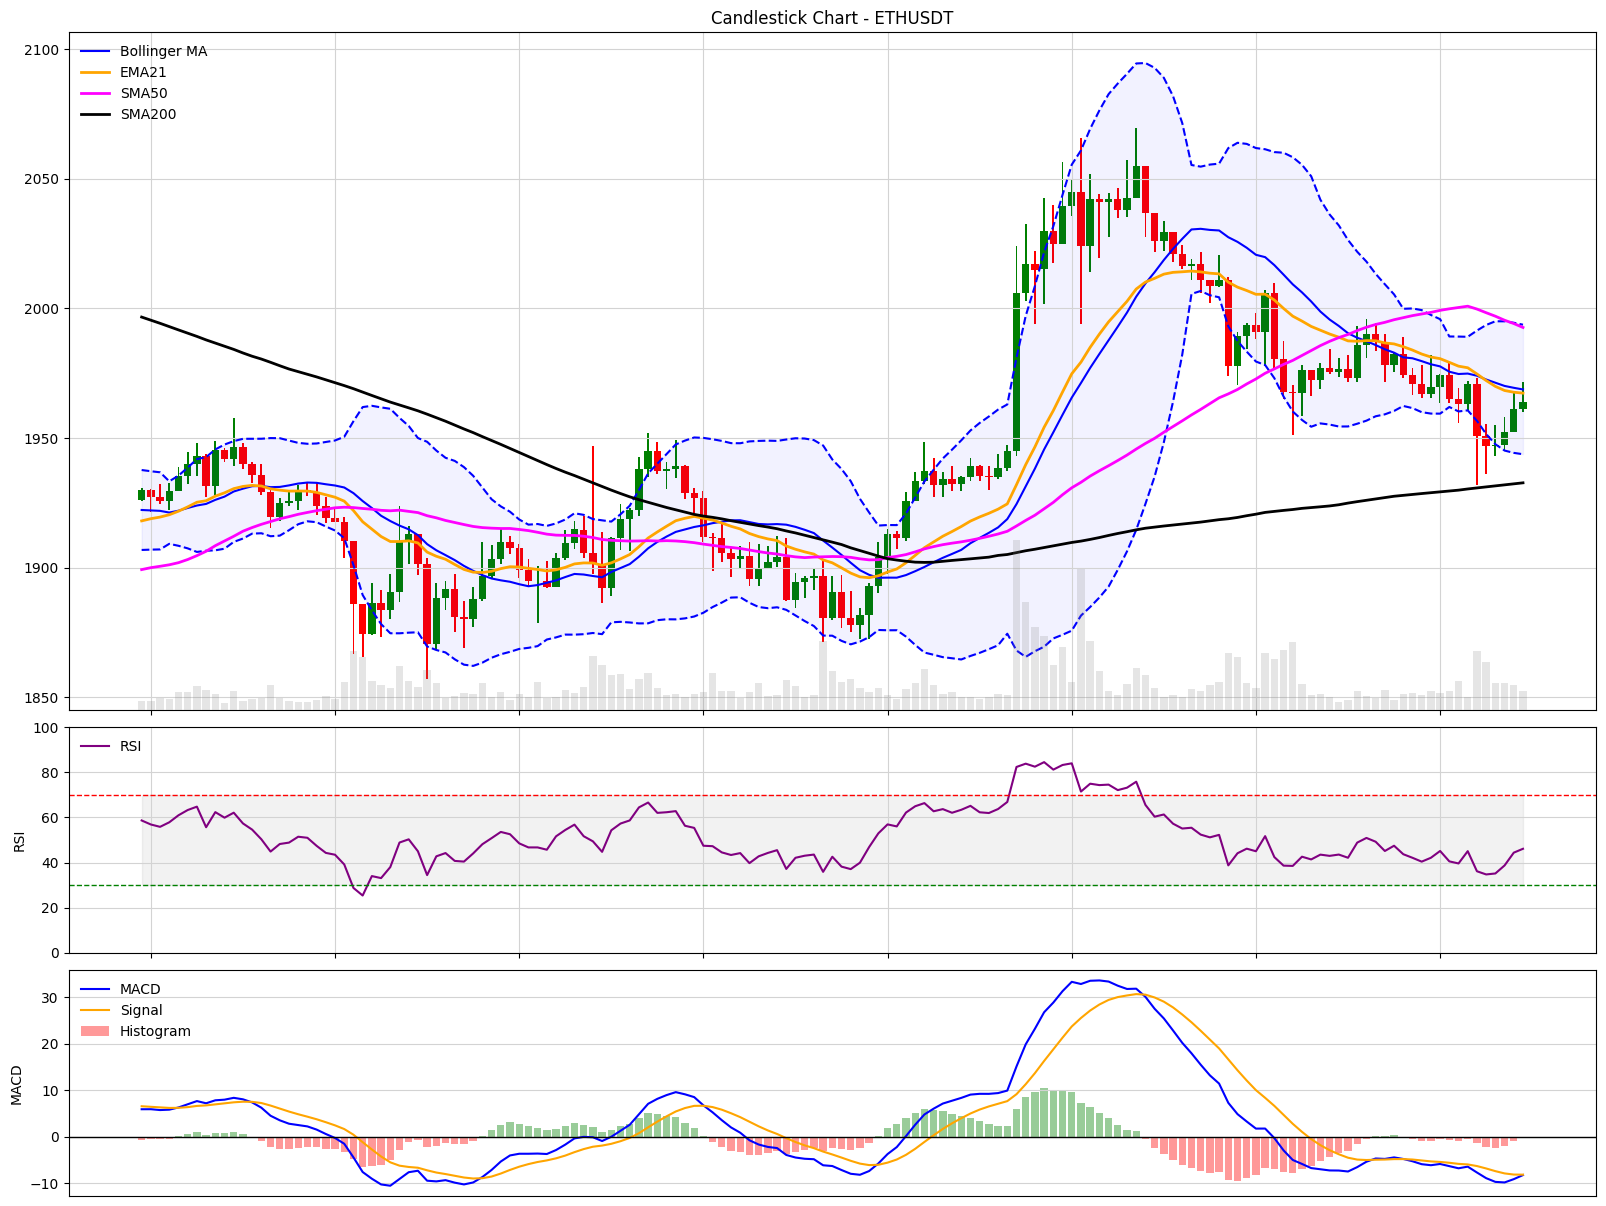 Candlestick Chart - ETHUSDT
2100
2050
2000
1950
1900
1850
Bollinger MA
EMA21
SMA50
SMA200
100
80
60
40
20
0
RSI
RSI
30
20
10
0
−10
MACD
MACD
Signal
Histogram